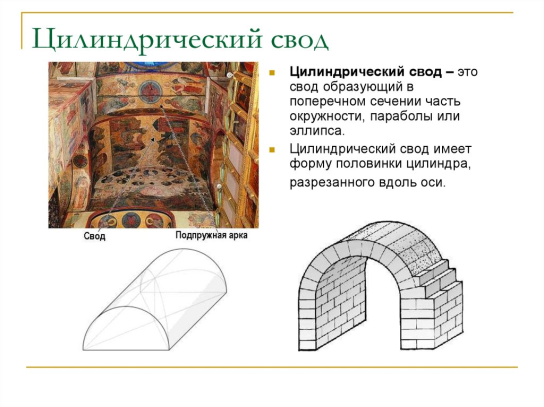 Цилиндрический свод
Цилиндрический свод – это
свод образующий в
поперечном сечении часть
окружности, параболы или
эллипса.
Цилиндрический свод имеет
форму половинки цилиндра,
разрезанного вдоль оси.
Свод
Подпружная арка